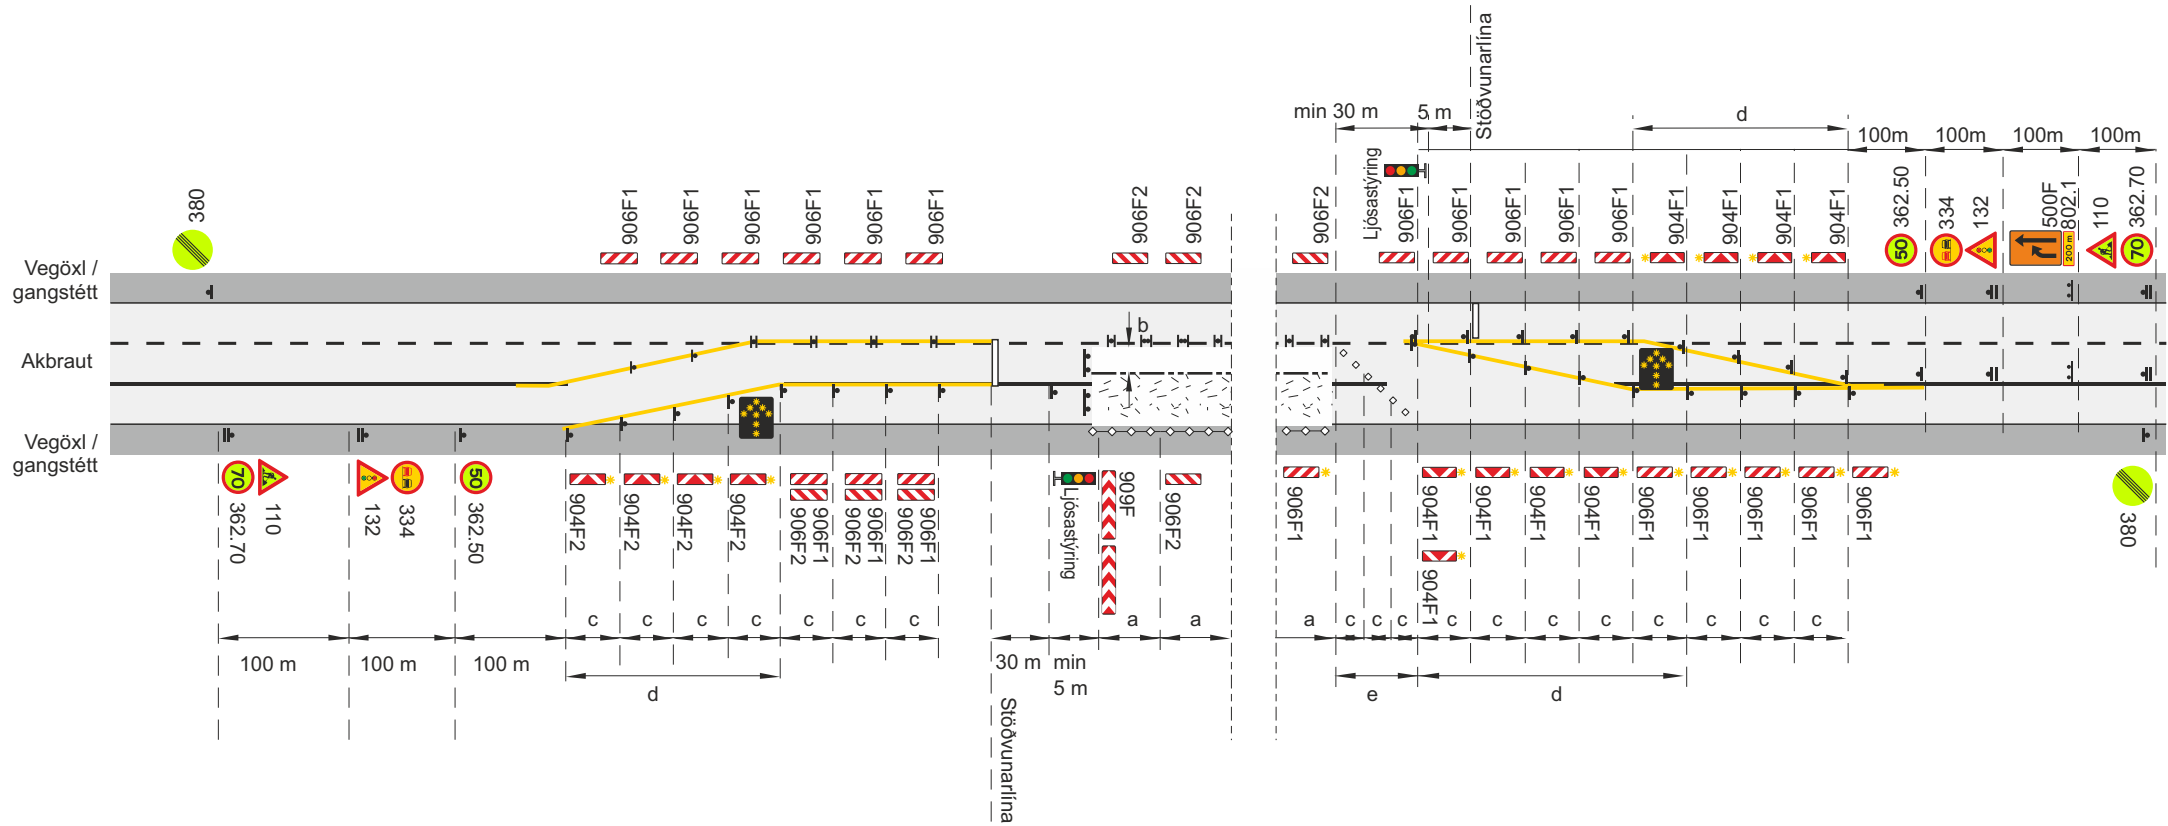 Stöðvunarlína
min 30 m
5 m
d
100m
100m
100m
100m
Ljósastýring
380
906F1
906F1
906F1
906F1
906F1
906F1
906F2
906F2
906F2
906F1
906F1
906F1
906F1
906F1
904F1
904F1
904F1
904F1
362.50
334
132
500F
802.1
110
362.70
50
200 m
70
Vegöxl /
gangstétt
b
Akbraut
Vegöxl /
gangstétt
70
50
362.70
110
132
334
362.50
904F2
904F2
904F2
904F2
906F2
906F1
906F2
906F1
906F2
906F1
Ljósastýring
909F
906F2
906F1
904F1
904F1
904F1
904F1
904F1
906F1
906F1
906F1
906F1
906F1
380
c
c
c
c
c
c
c
a
a
a
c
c
c
c
c
c
c
c
c
c
c
100 m
100 m
100 m
30 m
min
5 m
d
e
d
Stöðvunarlína